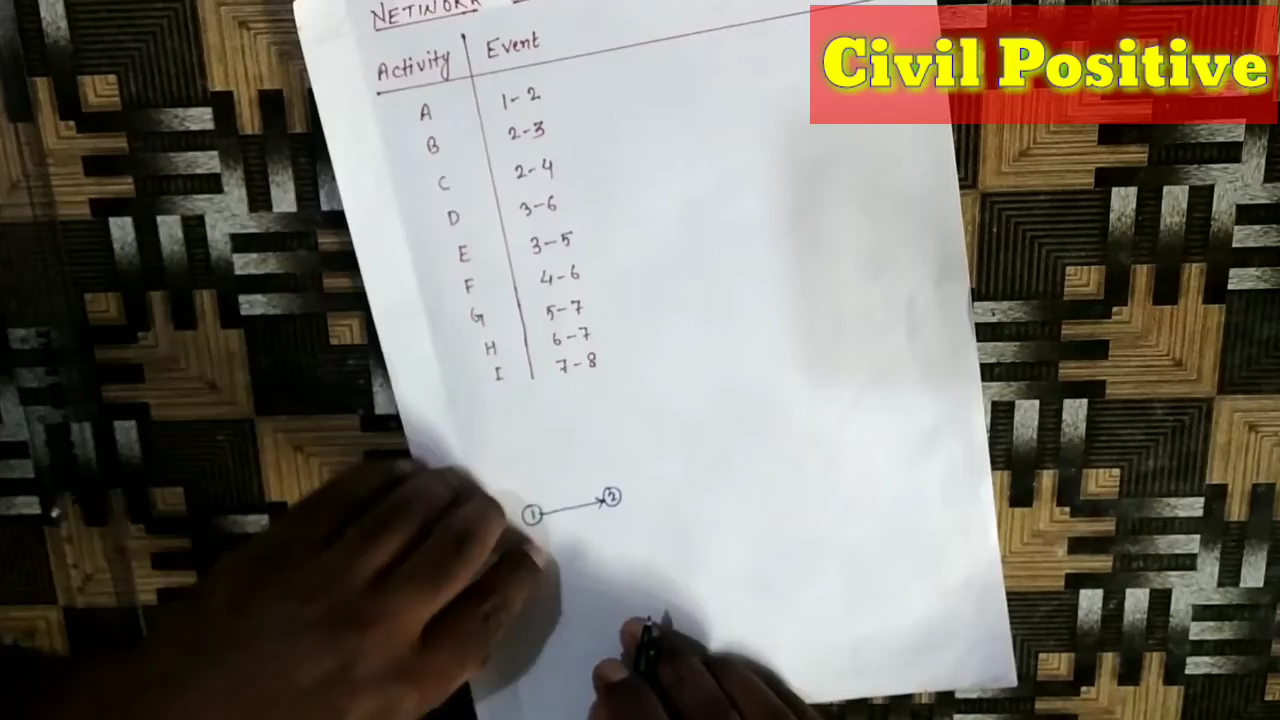 NETWORK
Civil Positive
Activity Event
A 1-2
B 2-3
C 2-4
D 3-6
E 3-5
F 4-6
G 5-7
H 6-7
I 7-8
1 2